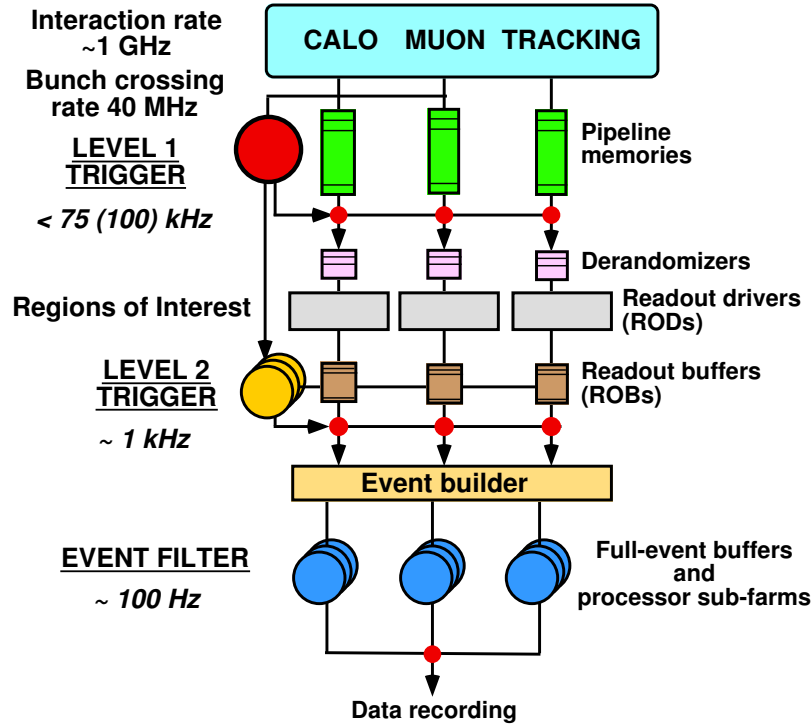 Interaction rate
~1 GHz
CALO MUON TRACKING
Bunch crossing
rate 40 MHz
LEVEL 1
TRIGGER
< 75 (100) kHz
Pipeline
memories
Derandomizers
Regions of Interest
Readout drivers
(RODs)
LEVEL 2
TRIGGER
~ 1 kHz
Readout buffers
(ROBs)
Event builder
EVENT FILTER
~ 100 Hz
Full-event buffers
and
processor sub-farms
Data recording